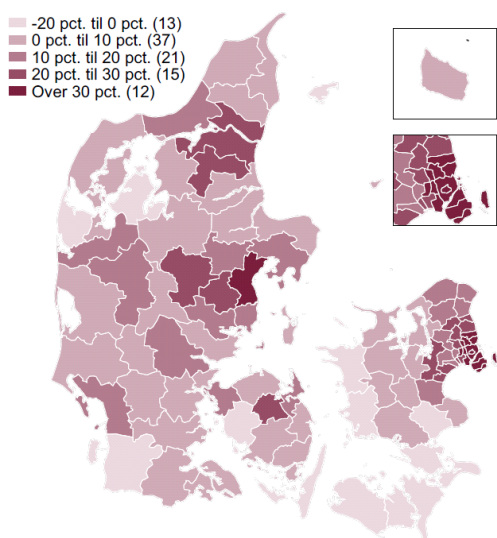 -20 pct. til 0 pct. (13)
0 pct. til 10 pct. (37)
10 pct. til 20 pct. (21)
20 pct. til 30 pct. (15)
Over 30 pct. (12)